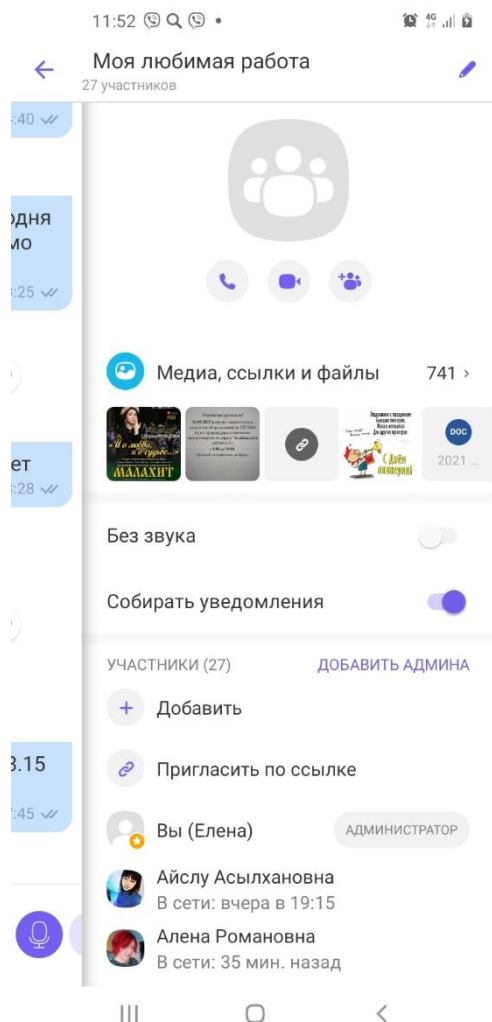 11:52
4G
Моя любимая работа
27 участников
:40
одня
мо
:25
Медиа, ссылки и файлы 741
МАЛАХИТ
DOC
2021 ...
С Днём
ет
:28
Без звука
Собирать уведомления
УЧАСТНИКИ (27) ДОБАВИТЬ АДМИНА
Добавить
3.15
Пригласить по ссылке
:45
Вы (Елена) АДМИНИСТРАТОР
Айслу Асылхановна
В сети: вчера в 19:15
Алена Романовна
В сети: 35 мин. назад